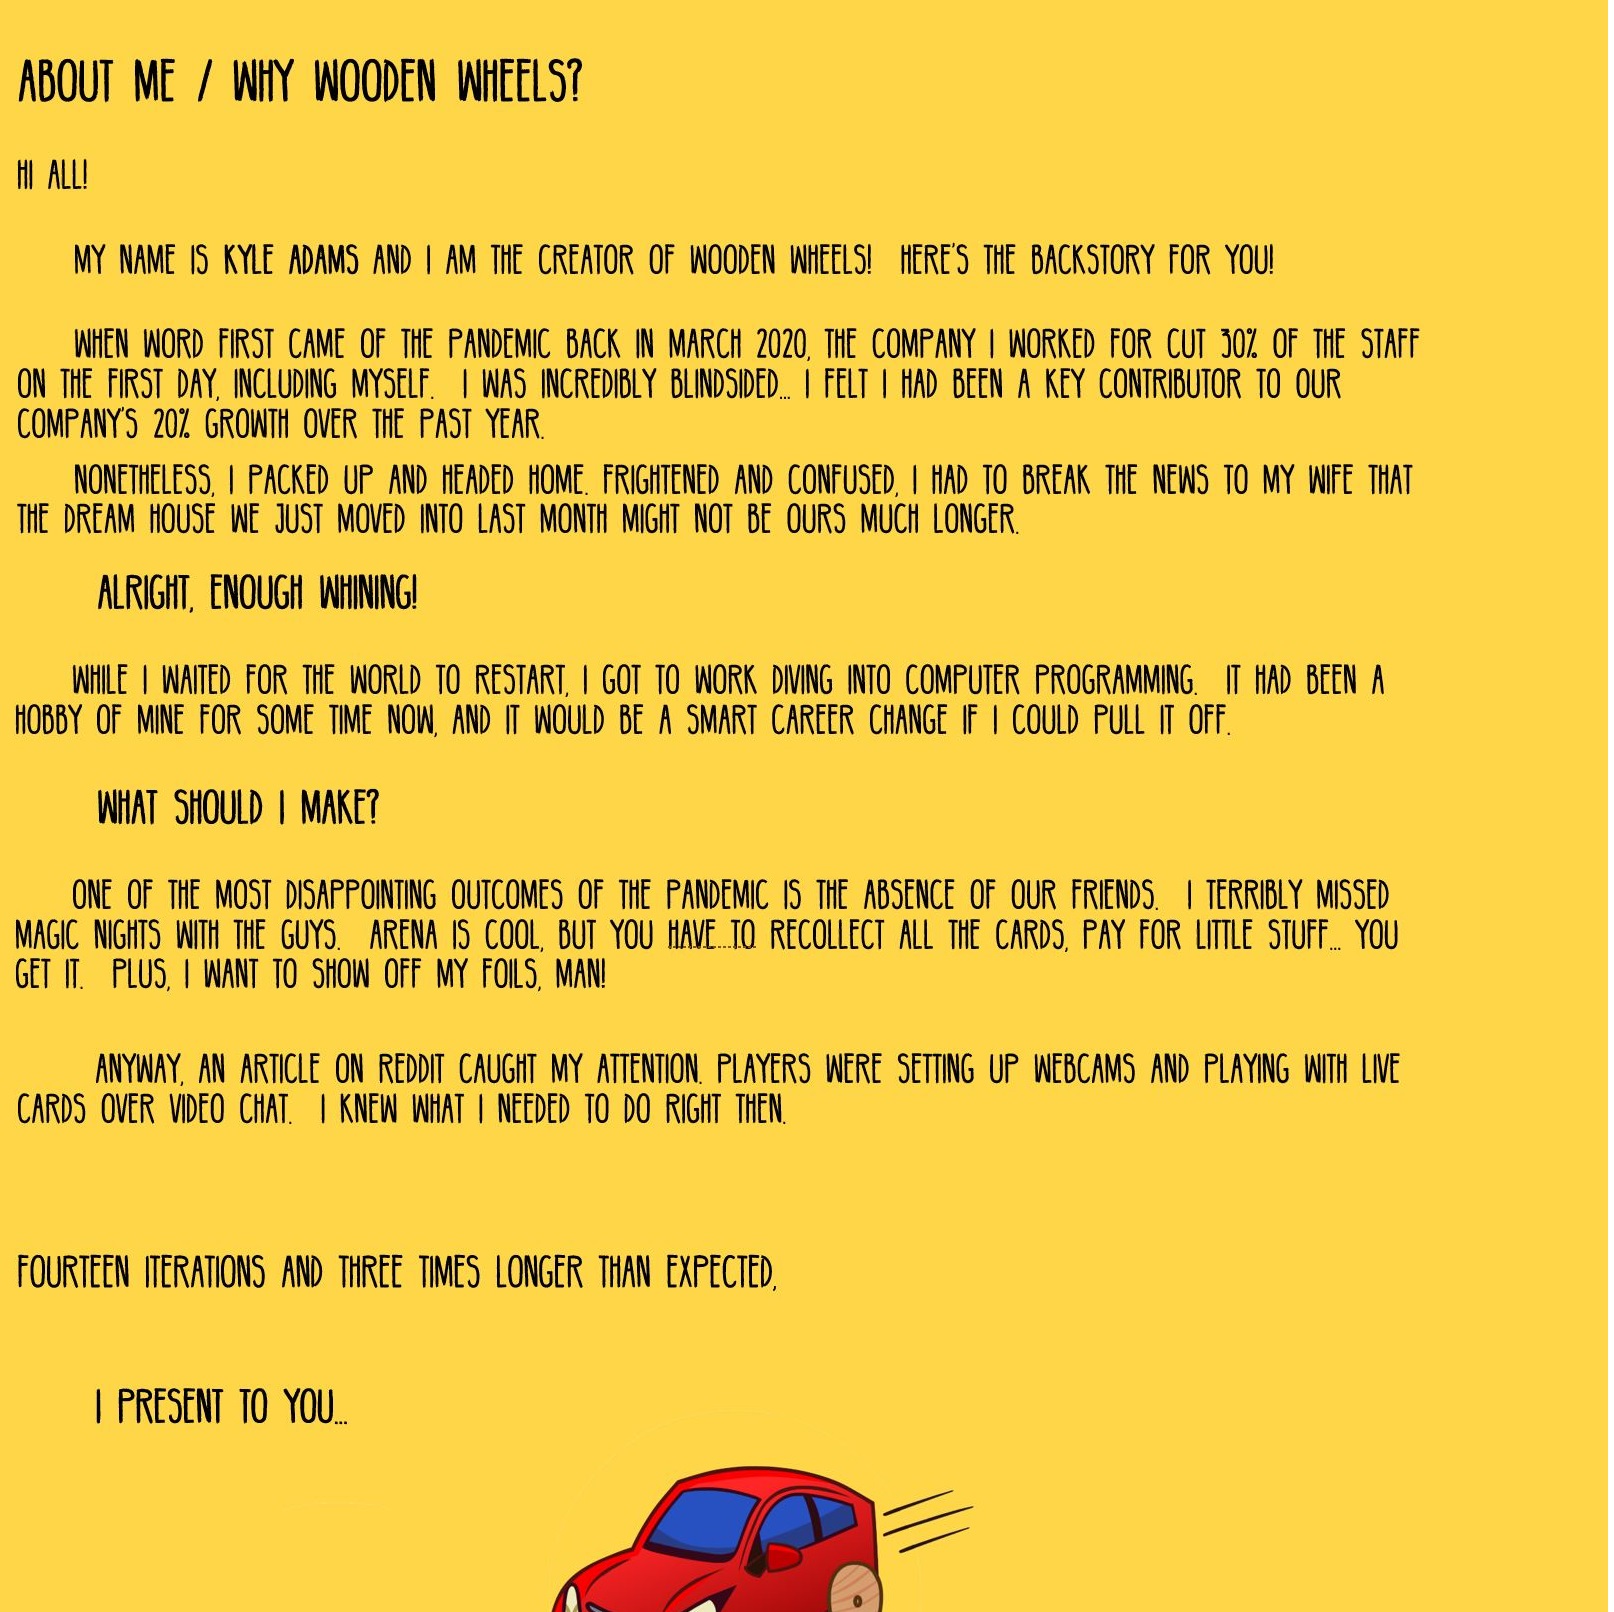 ABOUT ME / WHY WOODEN WHEELS?
HI ALL!
MY NAME IS KYLE ADAMS AND I AM THE CREATOR OF WOODEN WHEELS! HERE'S THE BACKSTORY FOR YOU!
WHEN WORD FIRST CAME OF THE PANDEMIC BACK IN MARCH 2020, THE COMPANY I WORKED FOR CUT 30% OF THE STAFF
ON THE FIRST DAY, INCLUDING MYSELF. I WAS INCREDIBLY BLINDSIDED... I FELT I HAD BEEN A KEY CONTRIBUTOR TO OUR
COMPANY'S 20% GROWTH OVER THE PAST YEAR.
NONETHELESS, I PACKED UP AND HEADED HOME. FRIGHTENED AND CONFUSED, I HAD TO BREAK THE NEWS TO MY WIFE THAT
THE DREAM HOUSE WE JUST MOVED INTO LAST MONTH MIGHT NOT BE OURS MUCH LONGER.
ALRIGHT, ENOUGH WHINING!
WHILE I WAITED FOR THE WORLD TO RESTART, I GOT TO WORK DIVING INTO COMPUTER PROGRAMMING. IT HAD BEEN A
HOBBY OF MINE FOR SOME TIME NOW, AND IT WOULD BE A SMART CAREER CHANGE IF I COULD PULL IT OFF.
WHAT SHOULD I MAKE?
ONE OF THE MOST DISAPPOINTING OUTCOMES OF THE PANDEMIC IS THE ABSENCE OF OUR FRIENDS. I TERRIBLY MISSED
MAGIC NIGHTS WITH THE GUYS. ARENA IS COOL, BUT YOU HAVE TO RECOLLECT ALL THE CARDS, PAY FOR LITTLE STUFF... YOU
GET IT. PLUS, I WANT TO SHOW OFF MY FOILS, MAN!
ANYWAY, AN ARTICLE ON REDDIT CAUGHT MY ATTENTION. PLAYERS WERE SETTING UP WEBCAMS AND PLAYING WITH LIVE
CARDS OVER VIDEO CHAT. I KNEW WHAT I NEEDED TO DO RIGHT THEN.
FOURTEEN ITERATIONS AND THREE TIMES LONGER THAN EXPECTED,
I PRESENT TO YOU...